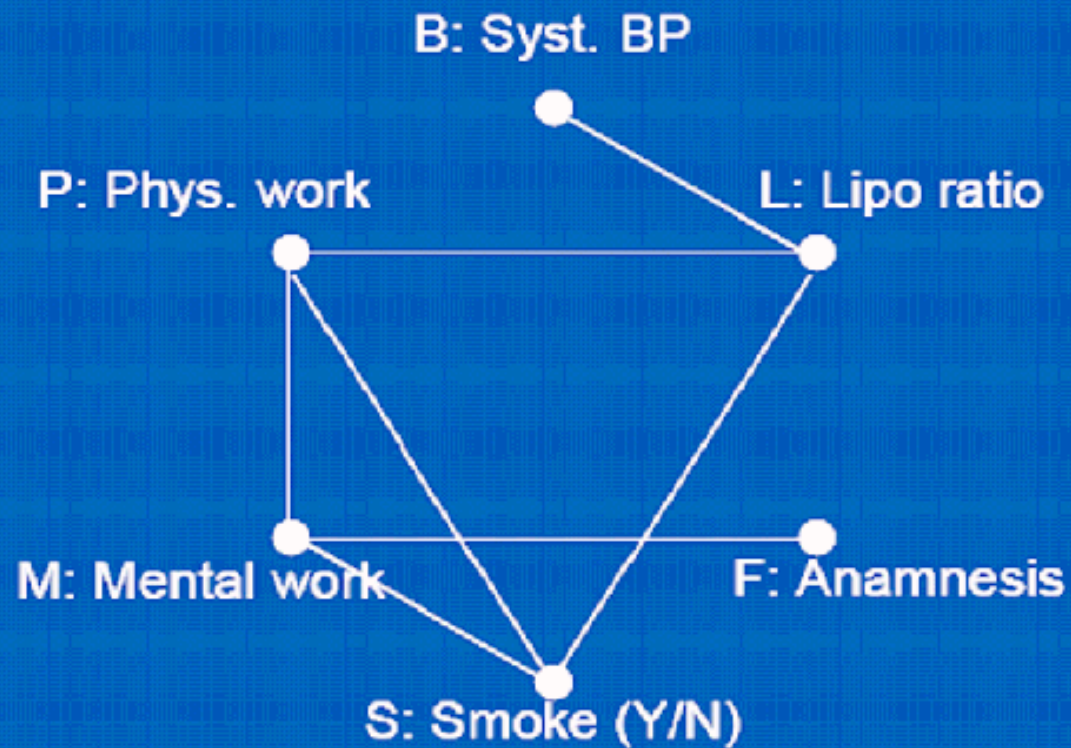 B: Syst. BP
P: Phys. work
L: Lipo ratio
M: Mental work
F: Anamnesis
S: Smoke (Y/N)